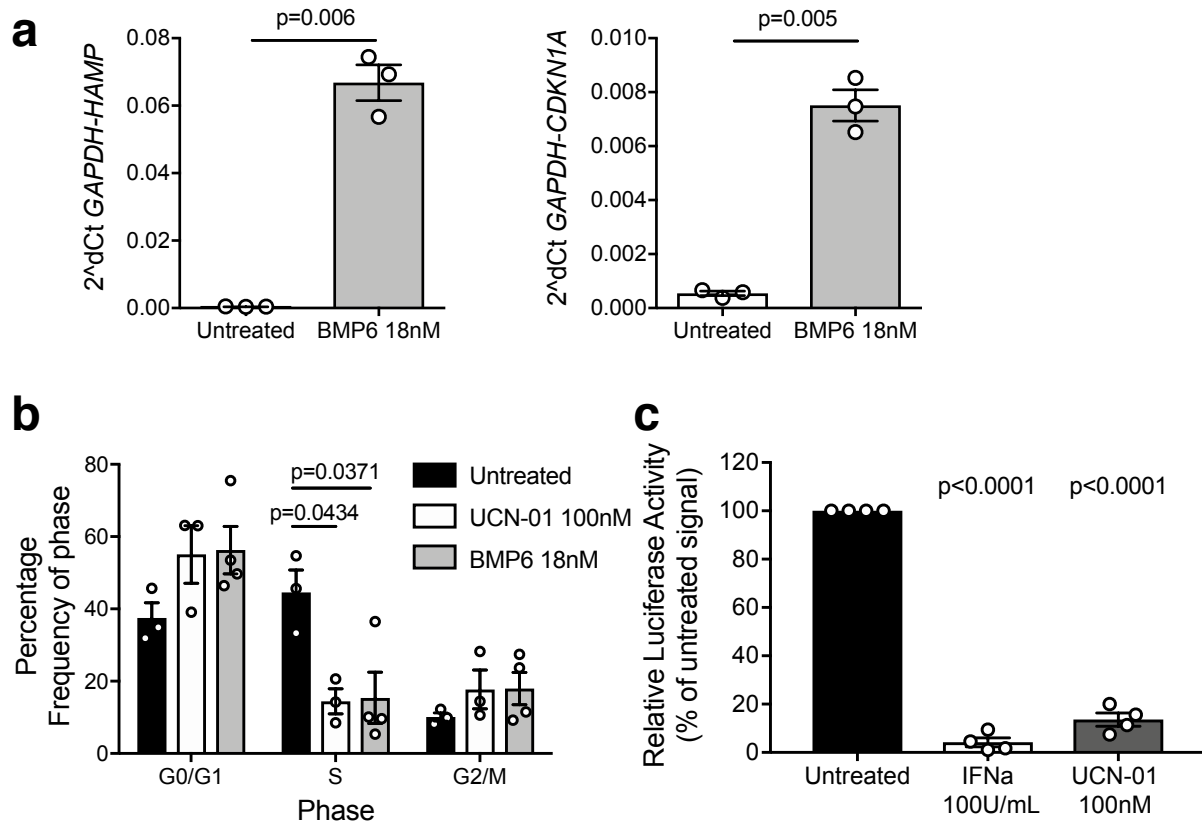 a
p=0.006
2^dCt GAPDH-HAMP
0.08
0.06
0.04
0.02
0.00
Untreated
BMP6 18nM
p=0.005
2^dCt GAPDH-CDKN1A
0.010
0.008
0.006
0.004
0.002
0.000
Untreated
BMP6 18nM
b
Percentage
Frequency of phase
80
60
40
20
0
p=0.0371
p=0.0434
Untreated
UCN-01 100nM
BMP6 18nM
G0/G1
S
G2/M
Phase
c
Relative Luciferase Activity
(% of untreated signal)
120
100
80
60
40
20
0
p<0.0001
p<0.0001
Untreated
IFNa
100U/mL
UCN-01
100nM